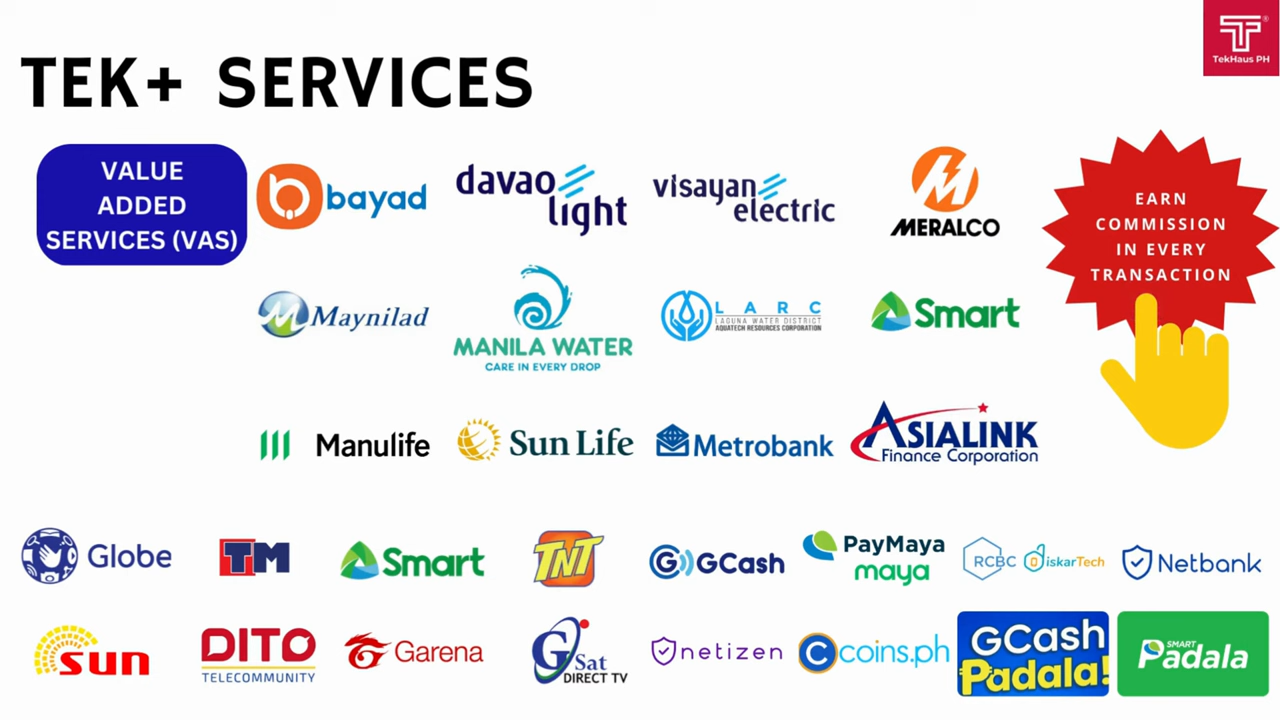 TekHaus PH
TEK+ SERVICES
VALUE
ADDED
SERVICES (VAS)
bayad
davao
light
visayan
electric
MERALCO
EARN
COMMISSION
IN EVERY
TRANSACTION
Maynilad
MANILA WATER
CARE IN EVERY DROP
LARC
LAGUNA WATER DISTRICT
AQUATECH RESOURCES CORPORATION
Smart
Manulife
Sun Life
Metrobank
ASIALINK
Finance Corporation
Globe
TM
Smart
TNT
GCash
PayMaya
maya
RCBC
DiskarTech
Netbank
sun
DITO
TELECOMMUNITY
Garena
GSat
DIRECT TV
netizen
coins.ph
GCash
Padala!
SMART
Padala